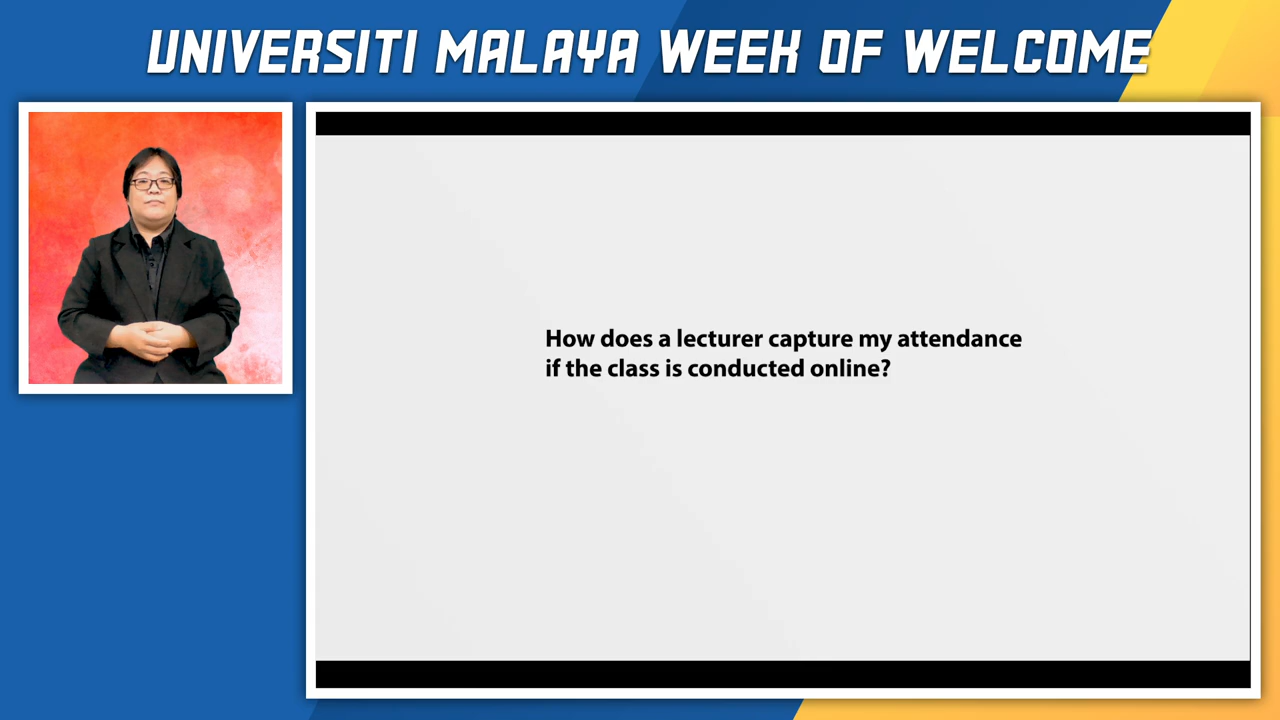 UNIVERSITI MALAYA WEEK OF WELCOME
How does a lecturer capture my attendance
if the class is conducted online?